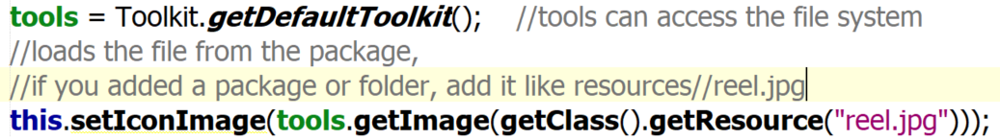 tools = Toolkit.getDefaultToolkit(); //tools can access the file system
//loads the file from the package,
//if you added a package or folder, add it like resources//reel.jpg
this.setIconImage(tools.getImage(getClass().getResource("reel.jpg")));